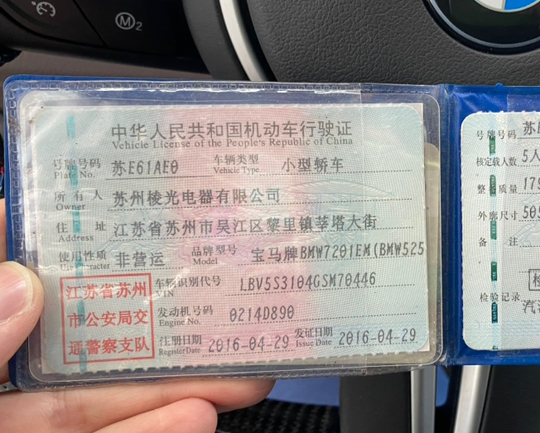 M₂
中华人民共和国机动车行驶证
Vehicle License of the People's Republic of China
号牌号码 苏E61AE0 车辆类型 小型轿车
Plate No. Vehicle Type
所有人 苏州棱光电器有限公司
Owner
住址 江苏省苏州市吴江区黎里镇莘塔大街
Address
使用性质 非营运 品牌型号 宝马牌BMW7201EM(BMW525
Use Character Model
江苏省苏州 车辆识别代号 LBV5S3104GSM70446
市公安局交 VIN
通警察支队 发动机号码 0214D890
Engine No.
注册日期 2016-04-29 发证日期 2016-04-29
Register Date Issue Date
号牌号码
核定载人数 5人
整备质量
外廓尺寸
备注
检验记录